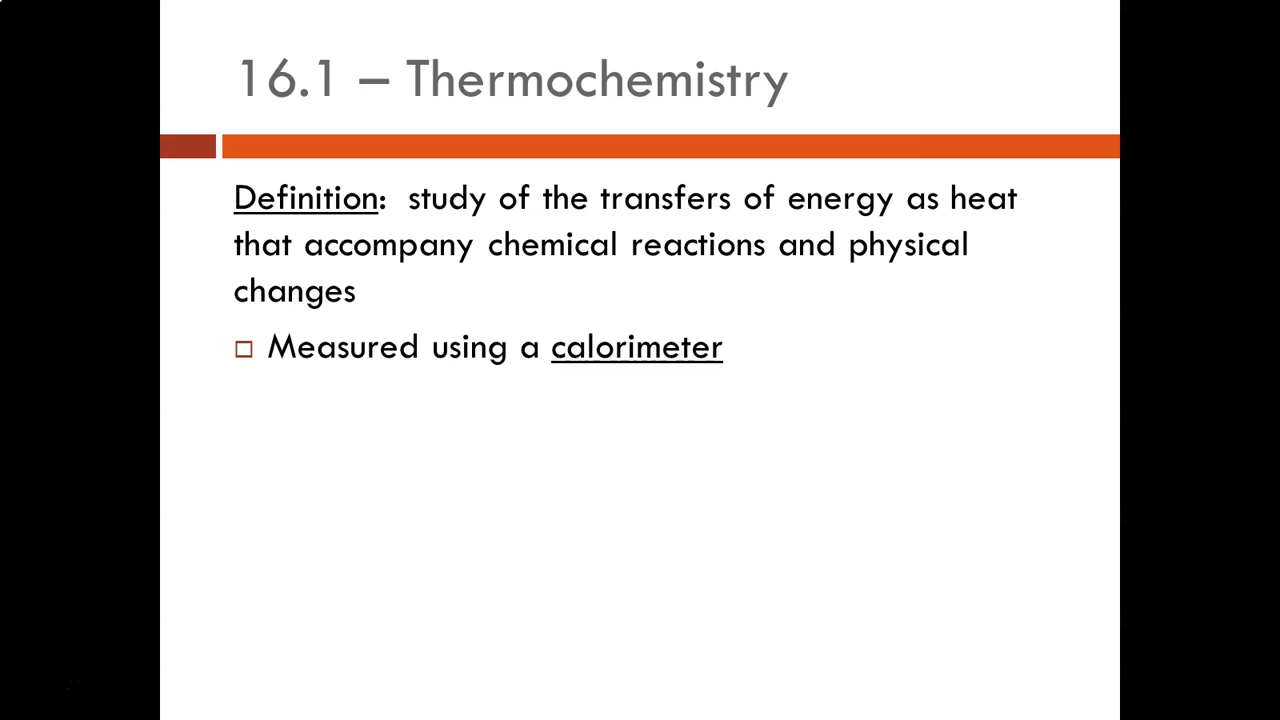 16.1 – Thermochemistry
Definition: study of the transfers of energy as heat
that accompany chemical reactions and physical
changes
Measured using a calorimeter